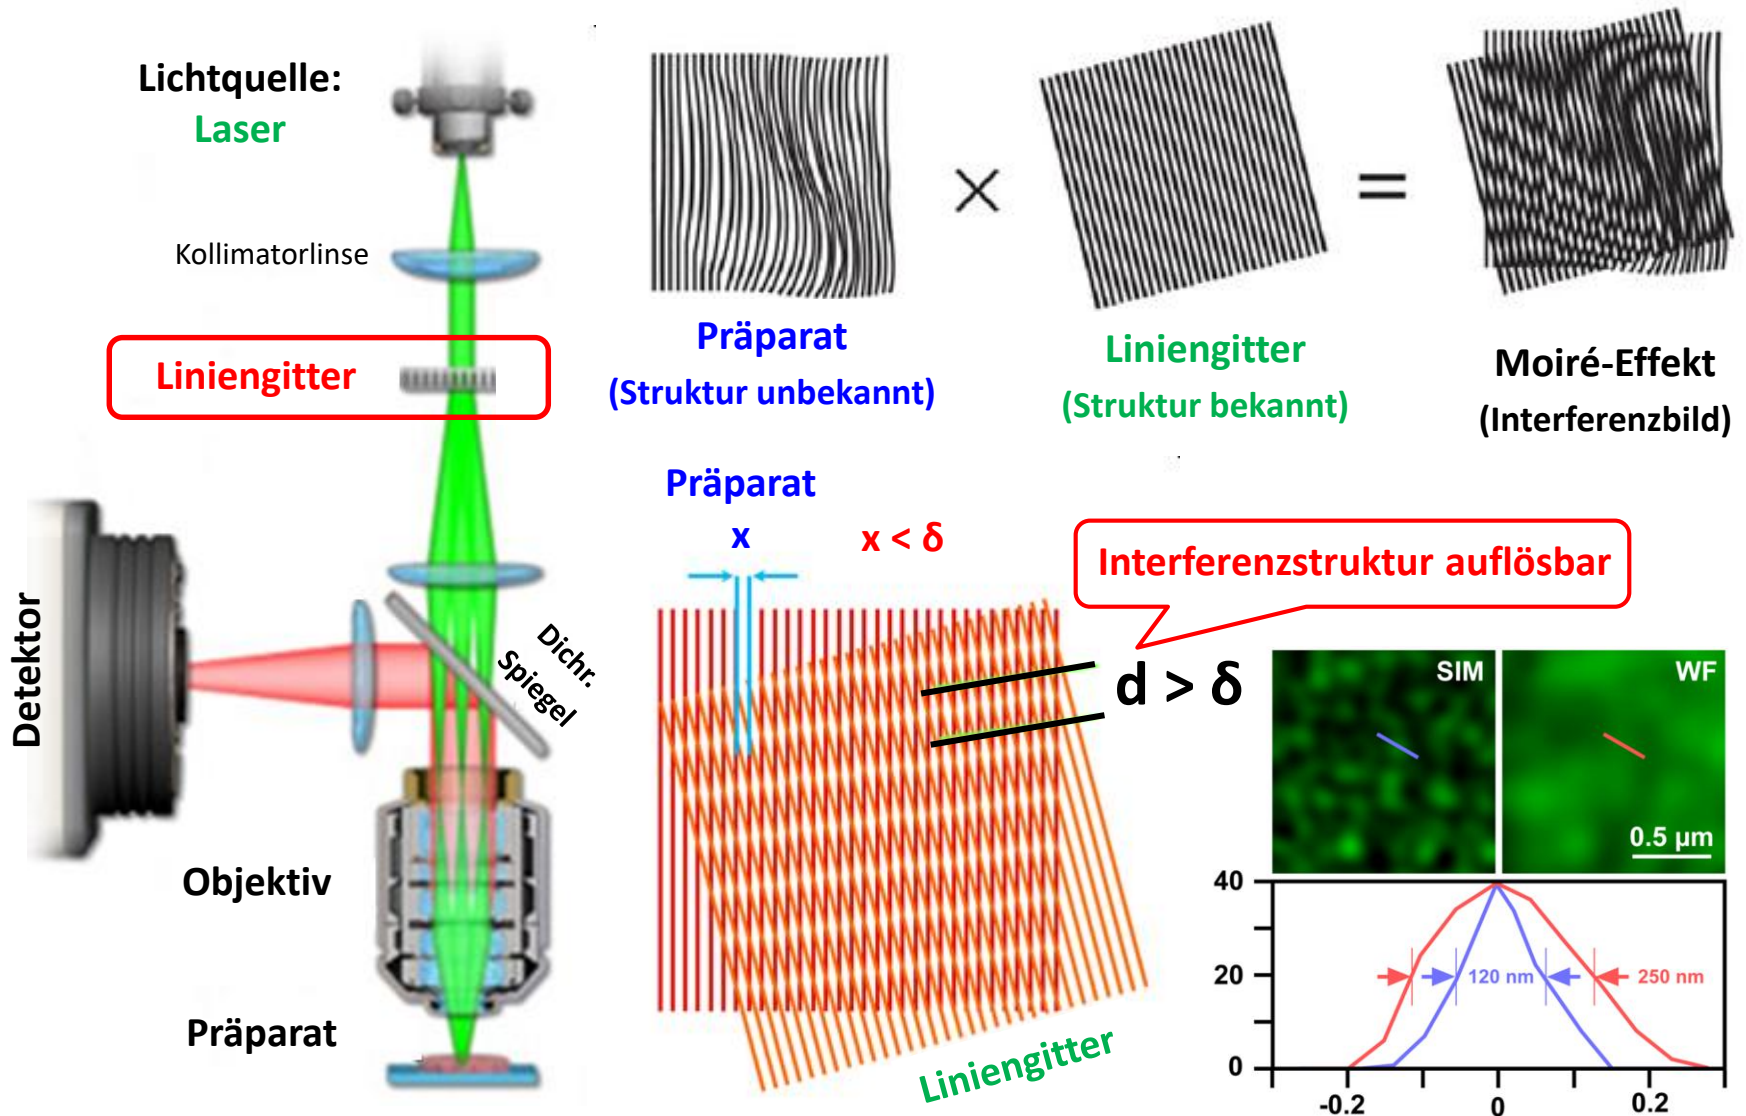 Lichtquelle:
Laser
Kollimatorlinse
Liniengitter
×
=
Präparat
(Struktur unbekannt)
Liniengitter
(Struktur bekannt)
Moiré-Effekt
(Interferenzbild)
Detektor
Dichr.
Spiegel
Objektiv
Präparat
Präparat
x
x < δ
Interferenzstruktur auflösbar
d > δ
Liniengitter
SIM
WF
0.5 µm
40
20
0
120 nm
250 nm
-0.2
0
0.2